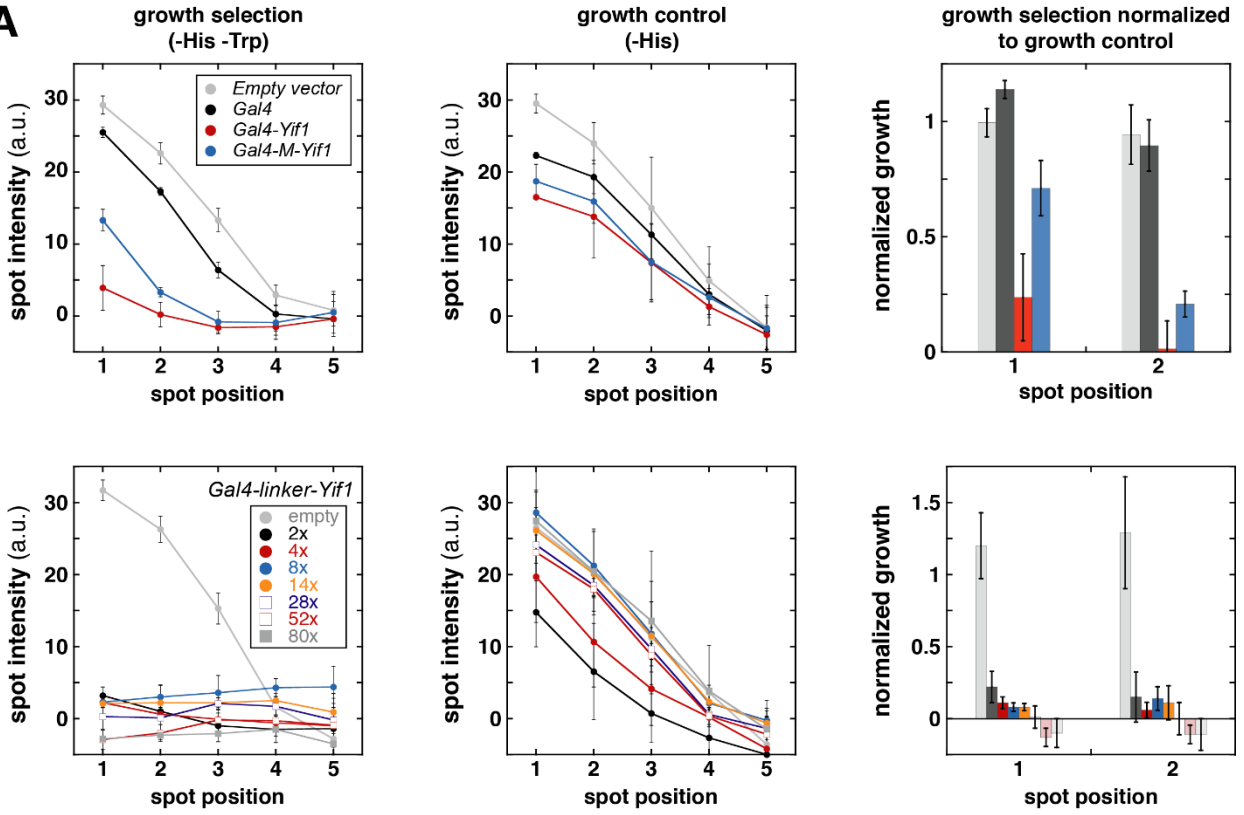 A
growth selection
(-His -Trp)
growth control
(-His)
growth selection normalized
to growth control
spot intensity (a.u.)
30
20
10
0
Empty vector
Gal4
Gal4-Yif1
Gal4-M-Yif1
1 2 3 4 5
spot position
spot intensity (a.u.)
30
20
10
0
1 2 3 4 5
spot position
normalized growth
1
0.5
0
1 2
spot position
spot intensity (a.u.)
30
20
10
0
Gal4-linker-Yif1
empty
2x
4x
8x
14x
28x
52x
80x
1 2 3 4 5
spot position
spot intensity (a.u.)
30
20
10
0
1 2 3 4 5
spot position
normalized growth
1.5
1
0.5
0
1 2
spot position